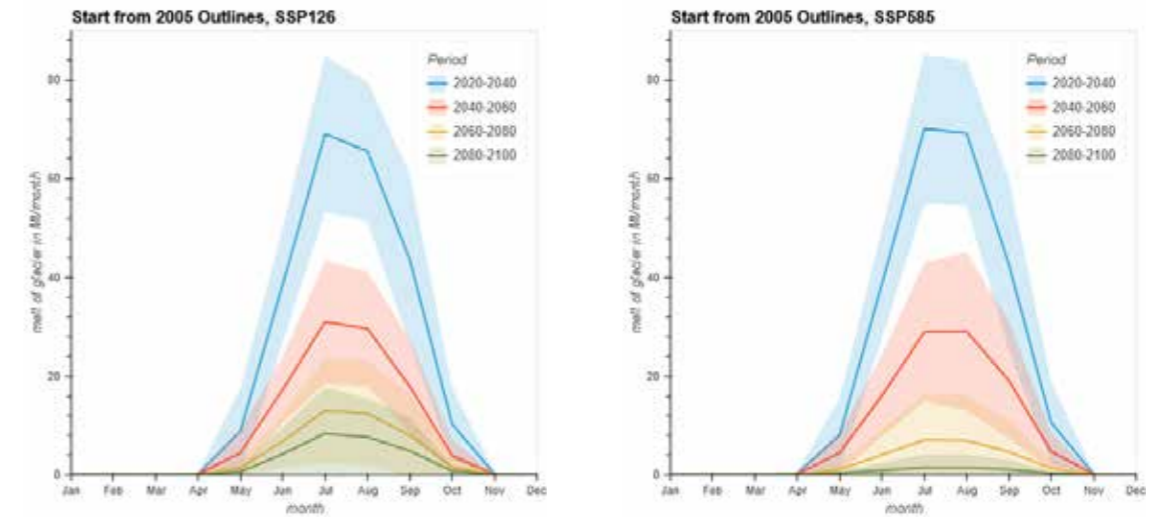 Start from 2005 Outlines, SSP126
Period
2020-2040
2040-2060
2060-2080
2080-2100
80
60
40
20
0
melt of glacier in Mt/month
Jan Feb Mar Apr May Jun Jul Aug Sep Oct Nov Dec
month
Start from 2005 Outlines, SSP585
Period
2020-2040
2040-2060
2060-2080
2080-2100
80
60
40
20
0
melt of glacier in Mt/month
Jan Feb Mar Apr May Jun Jul Aug Sep Oct Nov Dec
month